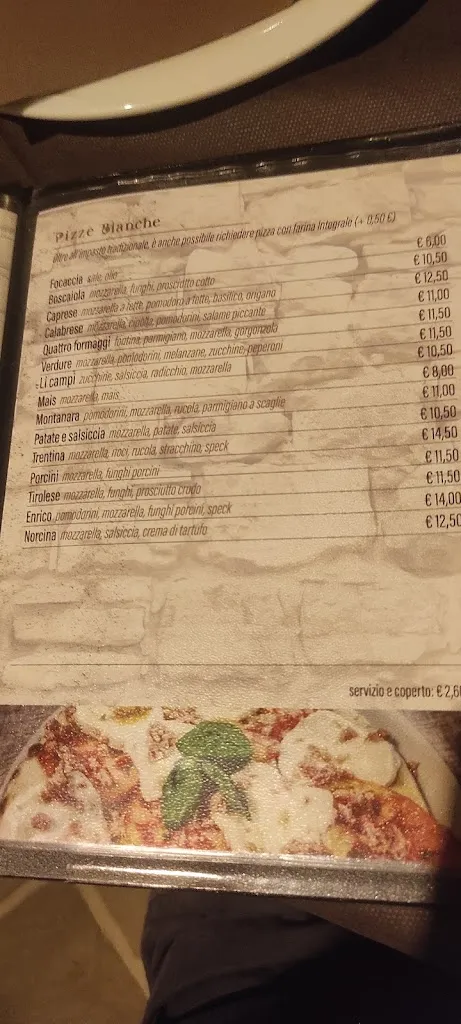 Pizze Bianche
Oltre all'impasto tradizionale, è anche possibile richiedere pizza con farina Integrale (+ 0,50 €)
Focaccia sale, olio € 6,00
Boscaiola mozzarella, funghi, prosciutto cotto € 10,50
Caprese mozzarella a fette, pomodoro a fette, basilico, origano € 12,50
Calabrese mozzarella, cipolla, pomodorini, salame piccante € 11,00
Quattro formaggi fontina, parmigiano, mozzarella, gorgonzola € 11,50
Verdure mozzarella, pomodorini, melanzane, zucchine, peperoni € 11,50
Li campi zucchine, salsiccia, radicchio, mozzarella € 10,50
Mais mozzarella, mais € 8,00
Montanara pomodorini, mozzarella, rucola, parmigiano a scaglie € 11,00
Patate e salsiccia mozzarella, patate, salsiccia € 10,50
Trentina mozzarella, noci, rucola, stracchino, speck € 14,50
Porcini mozzarella, funghi porcini € 11,50
Tirolese mozzarella, funghi, prosciutto crudo € 11,50
Enrico pomodorini, mozzarella, funghi porcini, speck € 14,00
Norcina mozzarella, salsiccia, crema di tartufo € 12,50
servizio e coperto: € 2,6